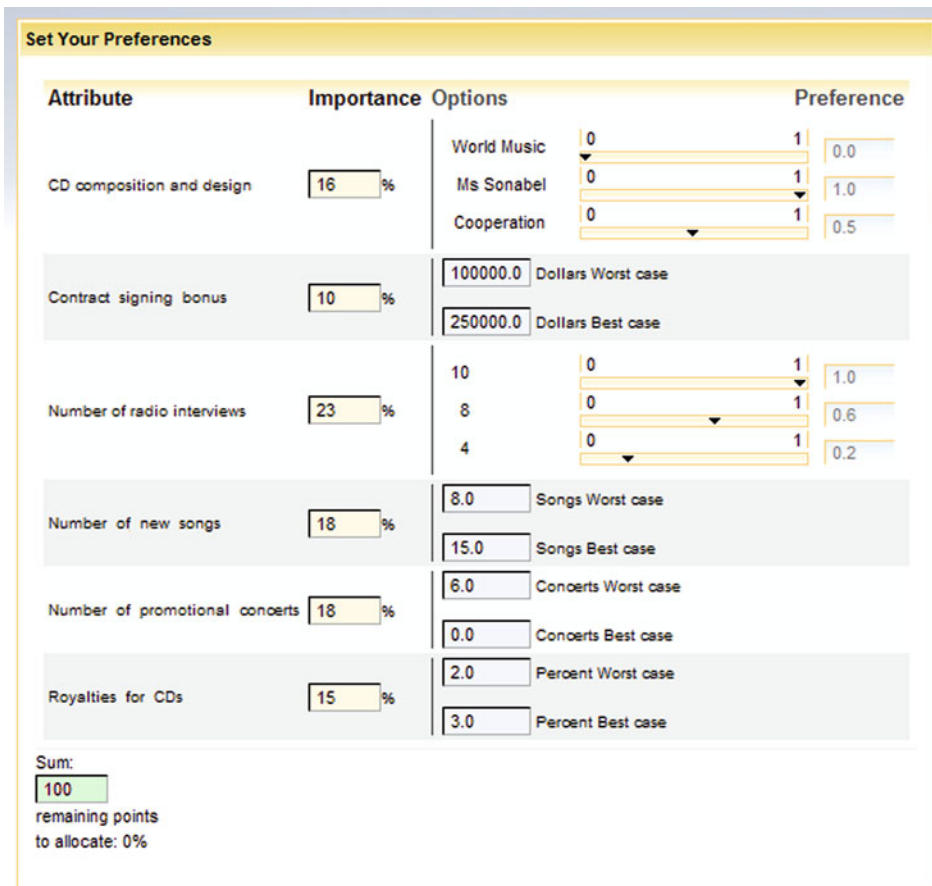 Set Your Preferences
Attribute Importance Options Preference
World Music 0 1 0.0
CD composition and design 16 % Ms Sonabel 0 1 1.0
Cooperation 0 1 0.5
100000.0 Dollars Worst case
Contract signing bonus 10 %
250000.0 Dollars Best case
10 0 1 1.0
Number of radio interviews 23 % 8 0 1 0.6
4 0 1 0.2
8.0 Songs Worst case
Number of new songs 18 %
15.0 Songs Best case
6.0 Concerts Worst case
Number of promotional concerts 18 %
0.0 Concerts Best case
2.0 Percent Worst case
Royalties for CDs 15 %
3.0 Percent Best case
Sum:
100
remaining points
to allocate: 0%